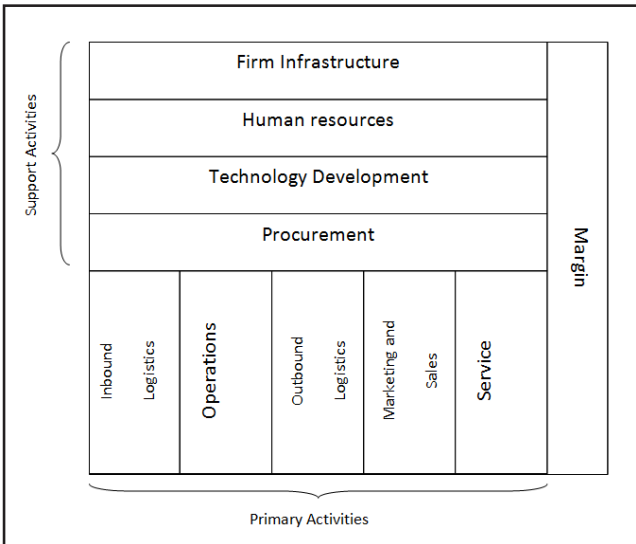 Firm Infrastructure
Human resources
Technology Development
Procurement
Support Activities
Inbound
Logistics
Operations
Outbound
Logistics
Marketing and
Sales
Service
Margin
Primary Activities